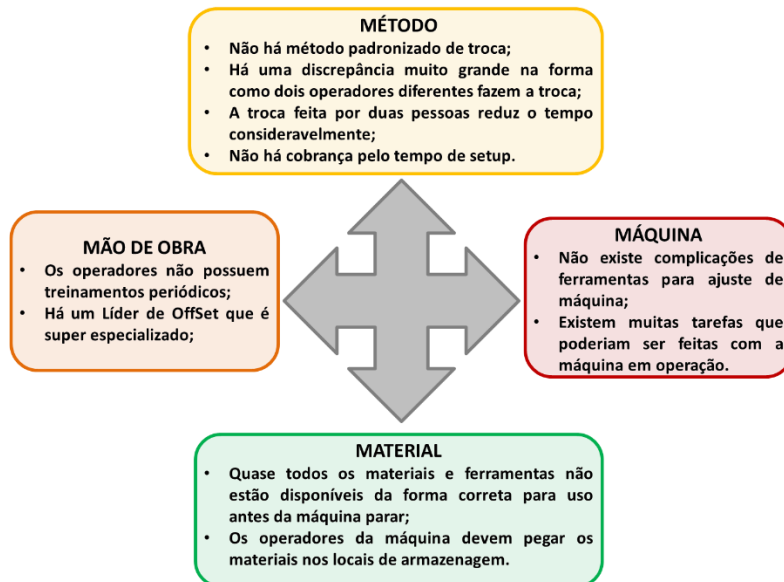 MÉTODO
• Não há método padronizado de troca;
• Há uma discrepância muito grande na forma
como dois operadores diferentes fazem a troca;
• A troca feita por duas pessoas reduz o tempo
consideravelmente;
• Não há cobrança pelo tempo de setup.
MÃO DE OBRA
• Os operadores não possuem
treinamentos periódicos;
• Há um Líder de OffSet que é
super especializado;
MÁQUINA
• Não existe complicações de
ferramentas para ajuste de
máquina;
• Existem muitas tarefas que
poderiam ser feitas com a
máquina em operação.
MATERIAL
• Quase todos os materiais e ferramentas não
estão disponíveis da forma correta para uso
antes da máquina parar;
• Os operadores da máquina devem pegar os
materiais nos locais de armazenagem.